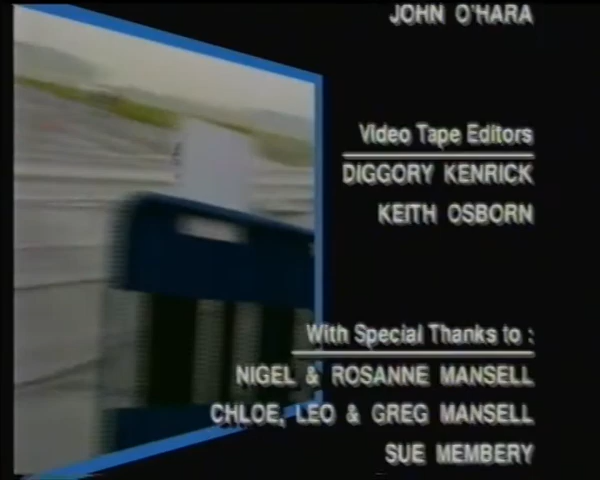 JOHN O'HARA
Video Tape Editors
DIGGORY KENRICK
KEITH OSBORN
With Special Thanks to :
NIGEL & ROSANNE MANSELL
CHLOE, LEO & GREG MANSELL
SUE MEMBERY